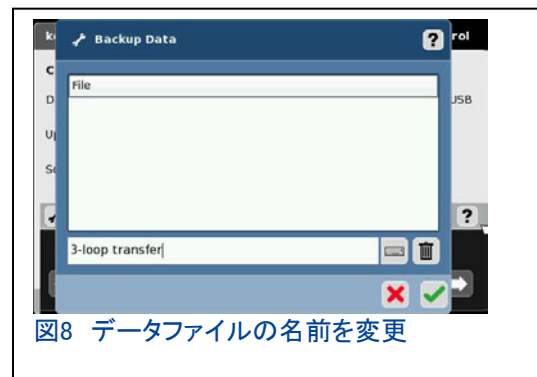 Backup Data
?
rol
File
USB
3-loop transfer
?
図8 データファイルの名前を変更